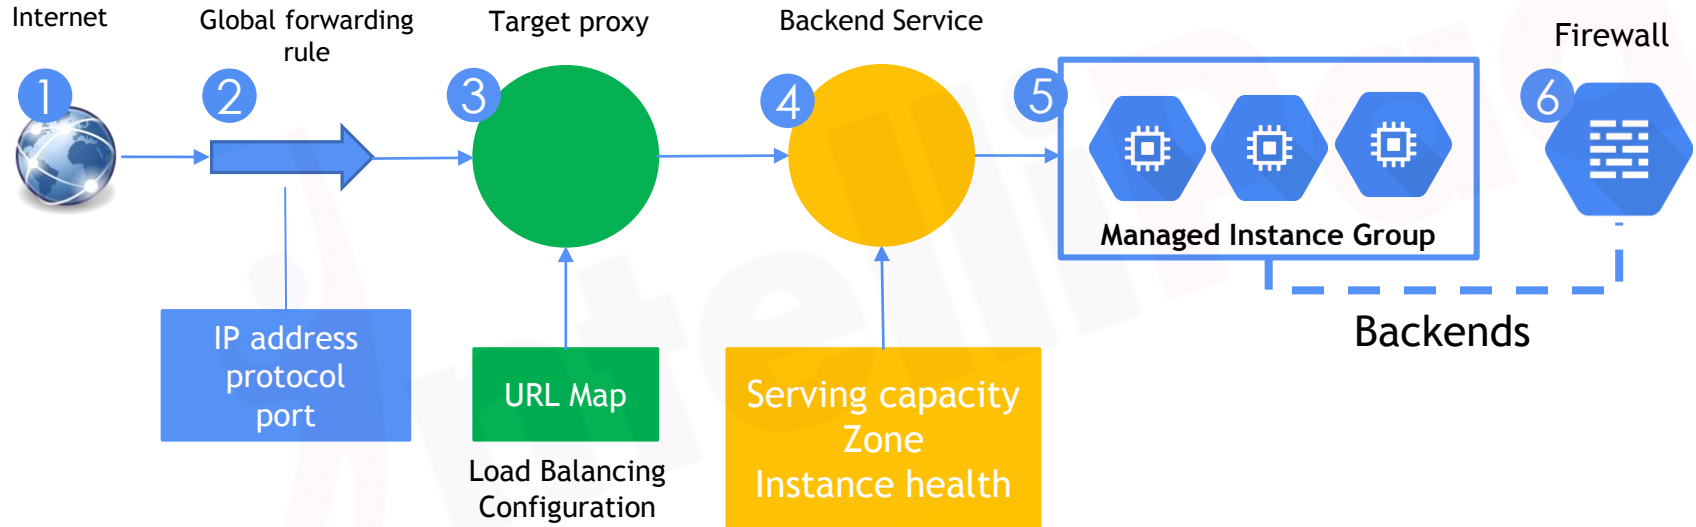 Internet
Global forwarding
rule
Target proxy
Backend Service
Firewall
1
2
3
4
5
6
Managed Instance Group
IP address
protocol
port
URL Map
Load Balancing
Configuration
Serving capacity
Zone
Instance health
Backends
intelliPaa